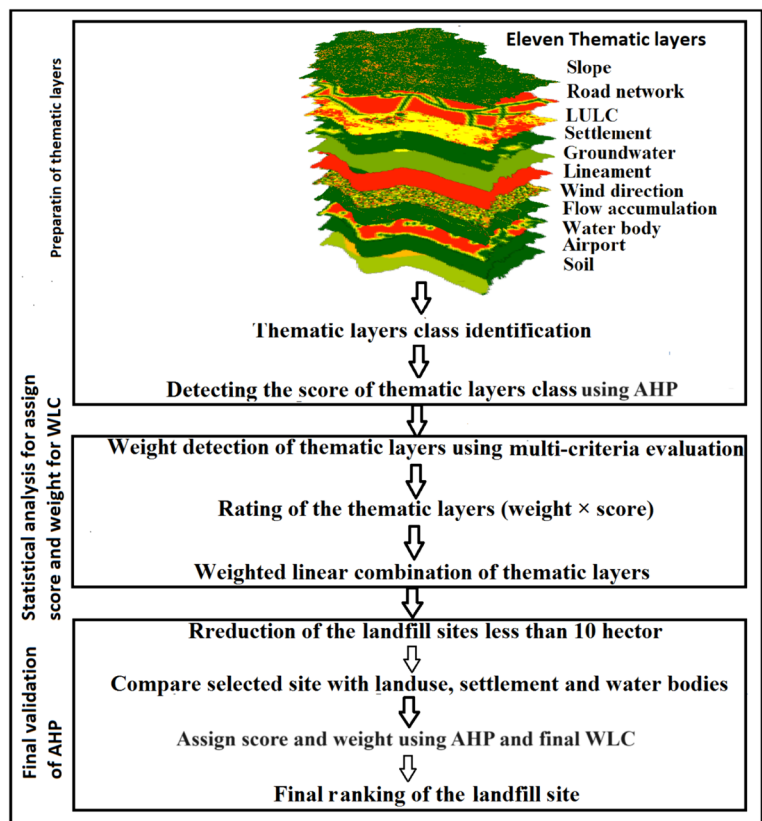 Eleven Thematic layers
Slope
Road network
LULC
Settlement
Groundwater
Lineament
Wind direction
Flow accumulation
Water body
Airport
Soil
Preparatin of thematic layers
Thematic layers class identification
Detecting the score of thematic layers class using AHP
Statistical analysis for assign
score and weight for WLC
Weight detection of thematic layers using multi-criteria evaluation
Rating of the thematic layers (weight × score)
Weighted linear combination of thematic layers
Final validation
of AHP
Rreduction of the landfill sites less than 10 hector
Compare selected site with landuse, settlement and water bodies
Assign score and weight using AHP and final WLC
Final ranking of the landfill site